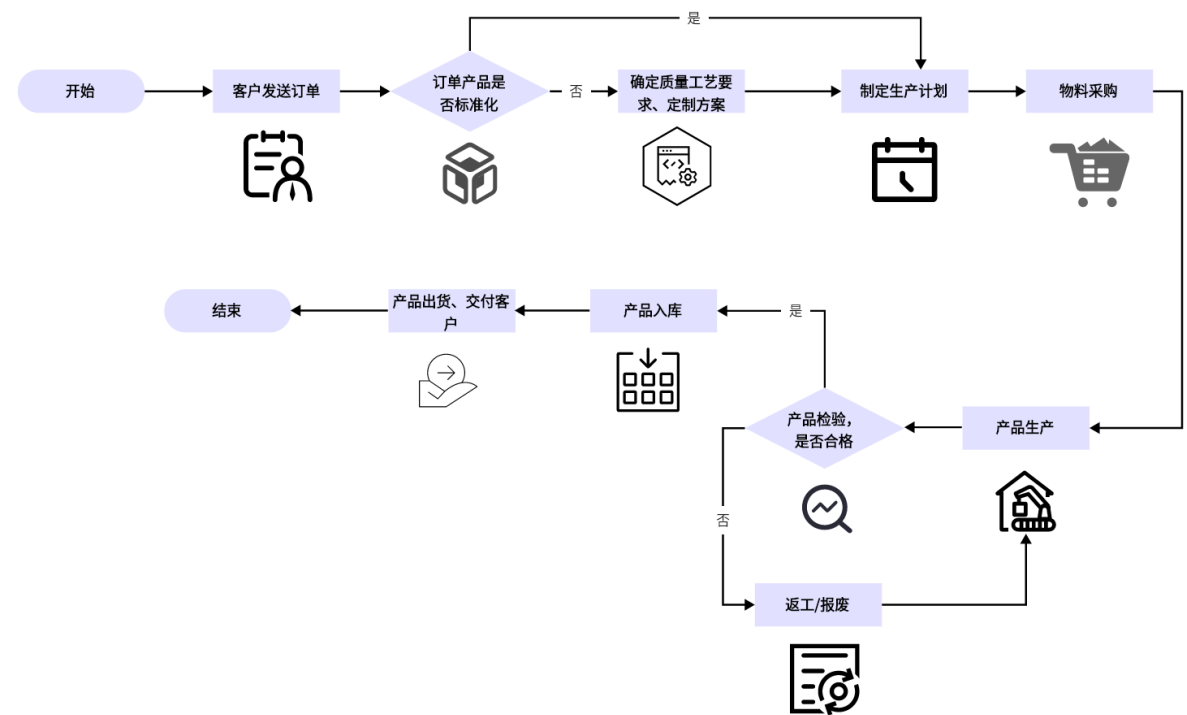 是
开始
客户发送订单
订单产品是
否标准化
否
确定质量工艺要
求、定制方案
制定生产计划
物料采购
结束
产品出货、交付客
户
产品入库
是
产品检验，
是否合格
产品生产
否
返工/报废